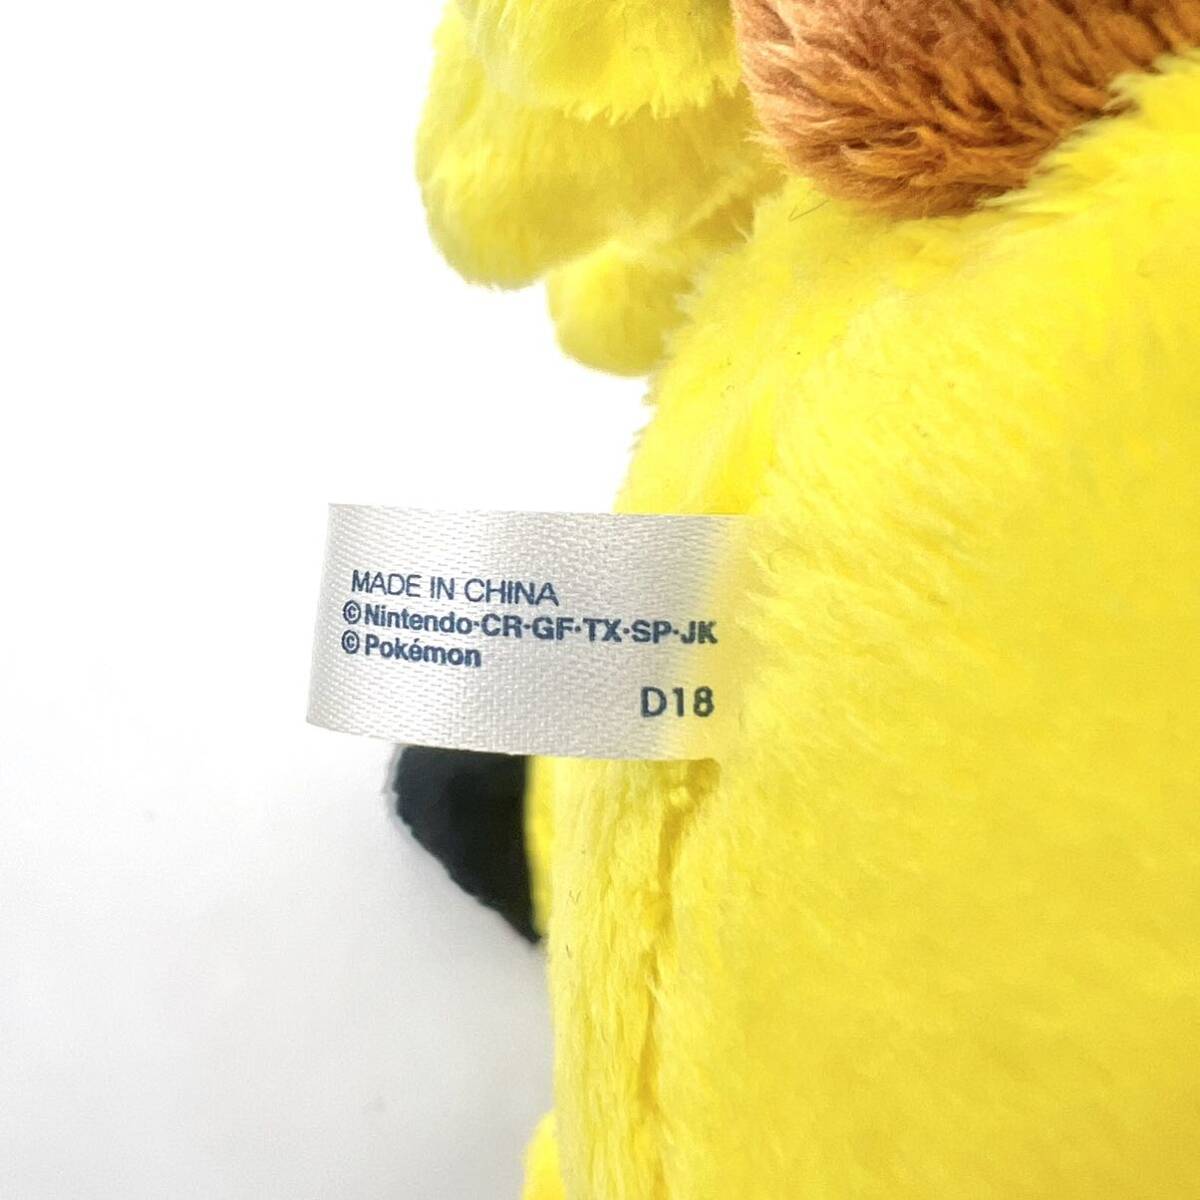 MADE IN CHINA
©Nintendo·CR·GF·TX·SP·JK
©Pokémon
D18